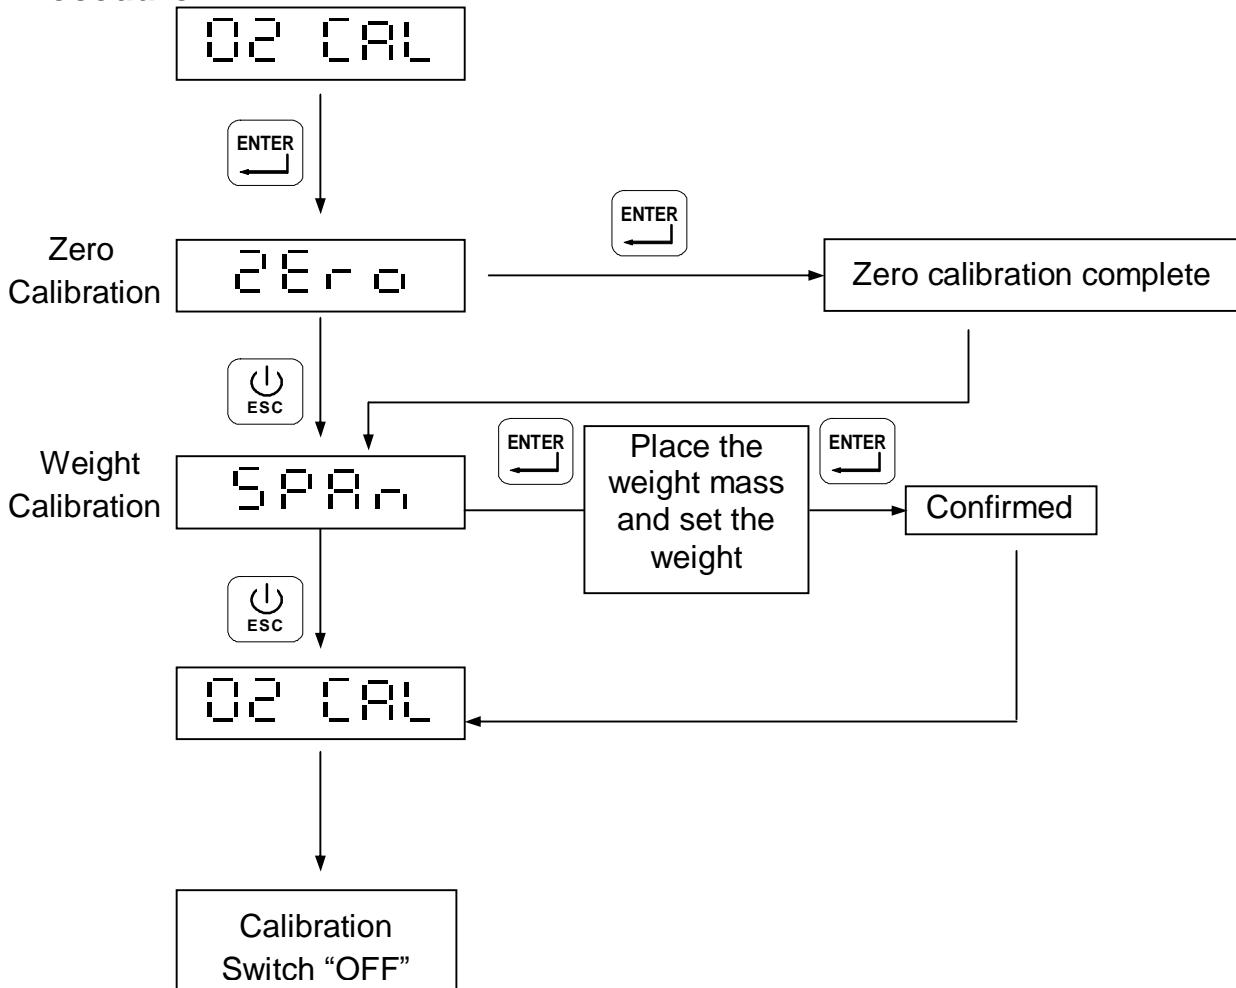 02 CAL
ENTER
ENTER
Zero
Calibration
ZEro
Zero calibration complete
ESC
Weight
Calibration
SPAn
ENTER
Place the
weight mass
and set the
weight
ENTER
Confirmed
ESC
02 CAL
Calibration
Switch “OFF”